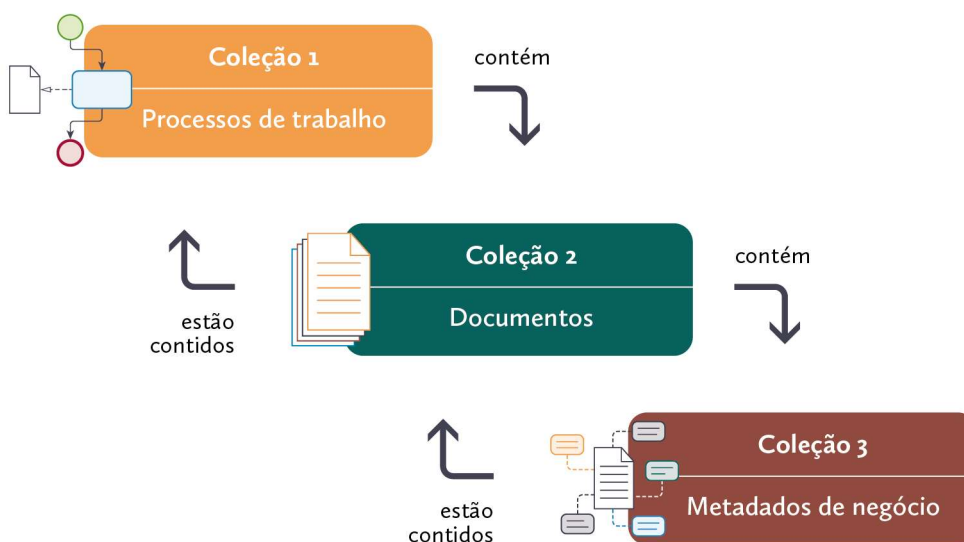 Coleção 1
contém
Processos de trabalho
Coleção 2
contém
estão
contidos
Documentos
Coleção 3
estão
contidos
Metadados de negócio